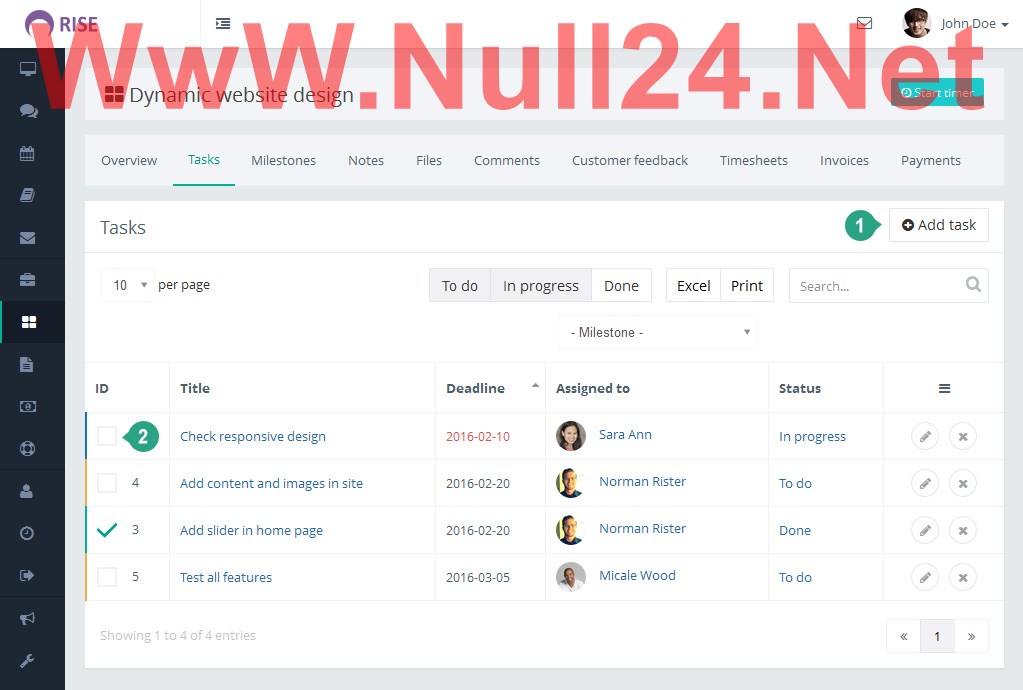 RISE
John Doe
WwW.Null24.Net
Dynamic website design
Start timer
Overview Tasks Milestones Notes Files Comments Customer feedback Timesheets Invoices Payments
Tasks
1 Add task
10 per page To do In progress Done Excel Print Search...
- Milestone -
ID Title Deadline Assigned to Status
2 Check responsive design 2016-02-10 Sara Ann In progress
4 Add content and images in site 2016-02-20 Norman Rister To do
3 Add slider in home page 2016-02-20 Norman Rister Done
5 Test all features 2016-03-05 Micale Wood To do
Showing 1 to 4 of 4 entries
« 1 »